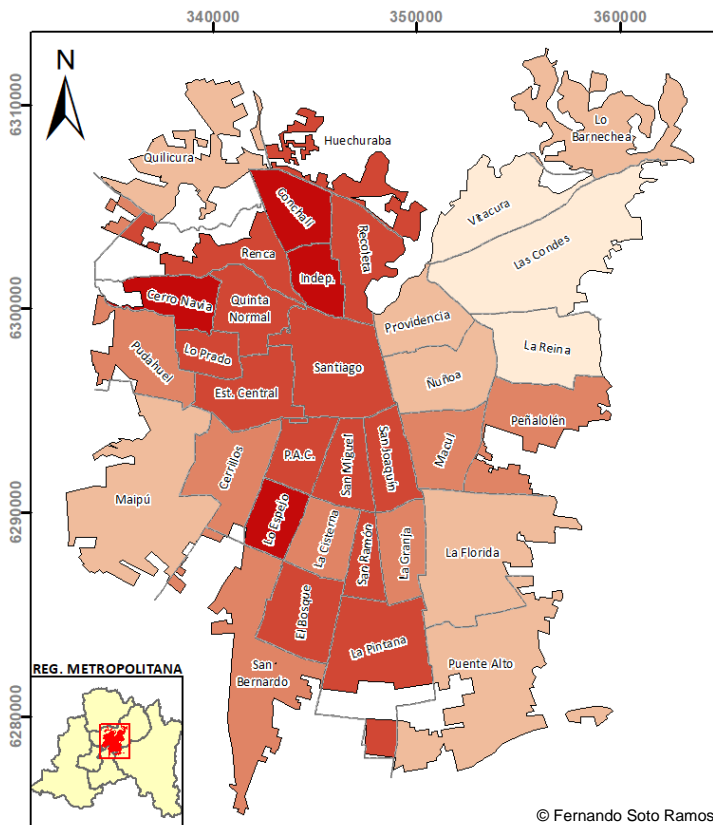 340000
350000
360000
N
6310000
6300000
6290000
6280000
Lo
Barnechea
Huechuraba
Quilicura
Conchalí
Vitacura
Recoleta
Las Condes
Renca
Indep.
Cerro Navia
Quinta
Normal
Providencia
La Reina
Lo Prado
Pudahuel
Santiago
Ñuñoa
Est. Central
Peñalolén
Macul
San Joaquín
San Miguel
P.A.C.
Cerrillos
Maipú
Lo Espejo
La Cisterna
San Ramón
La Granja
La Florida
El Bosque
La Pintana
San
Bernardo
Puente Alto
REG. METROPOLITANA
© Fernando Soto Ramos